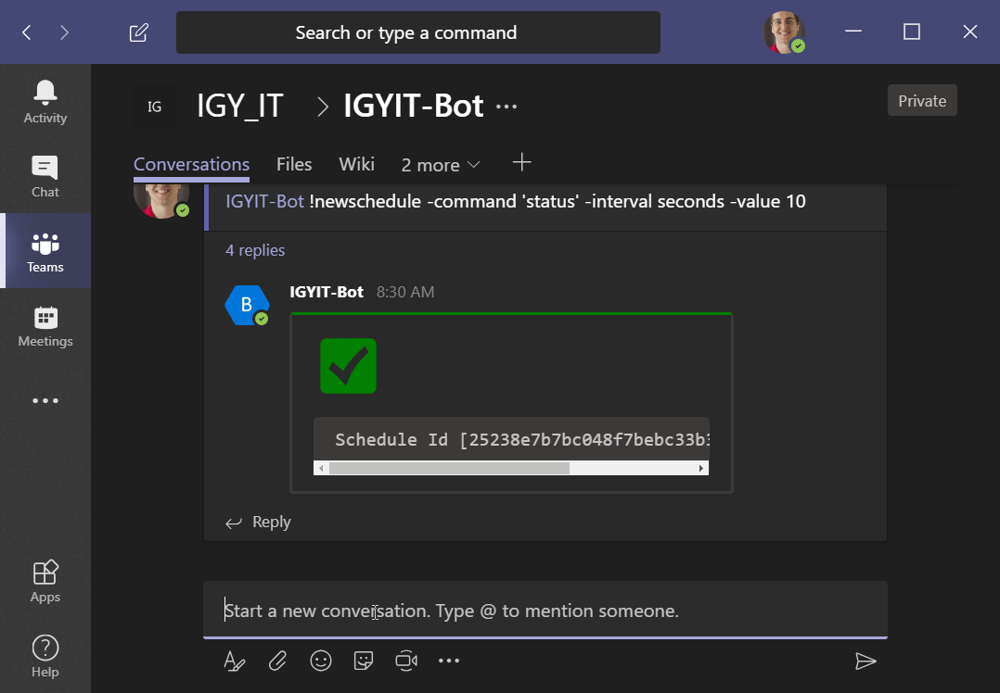 Search or type a command
Activity
Chat
Teams
Meetings
Apps
Help
IG
IGY_IT
IGYIT-Bot
Private
Conversations
Files
Wiki
2 more
IGYIT-Bot !newschedule -command 'status' -interval seconds -value 10
4 replies
B
IGYIT-Bot 8:30 AM
Schedule Id [25238e7b7bc048f7bebc33b3
Reply
Start a new conversation. Type @ to mention someone.